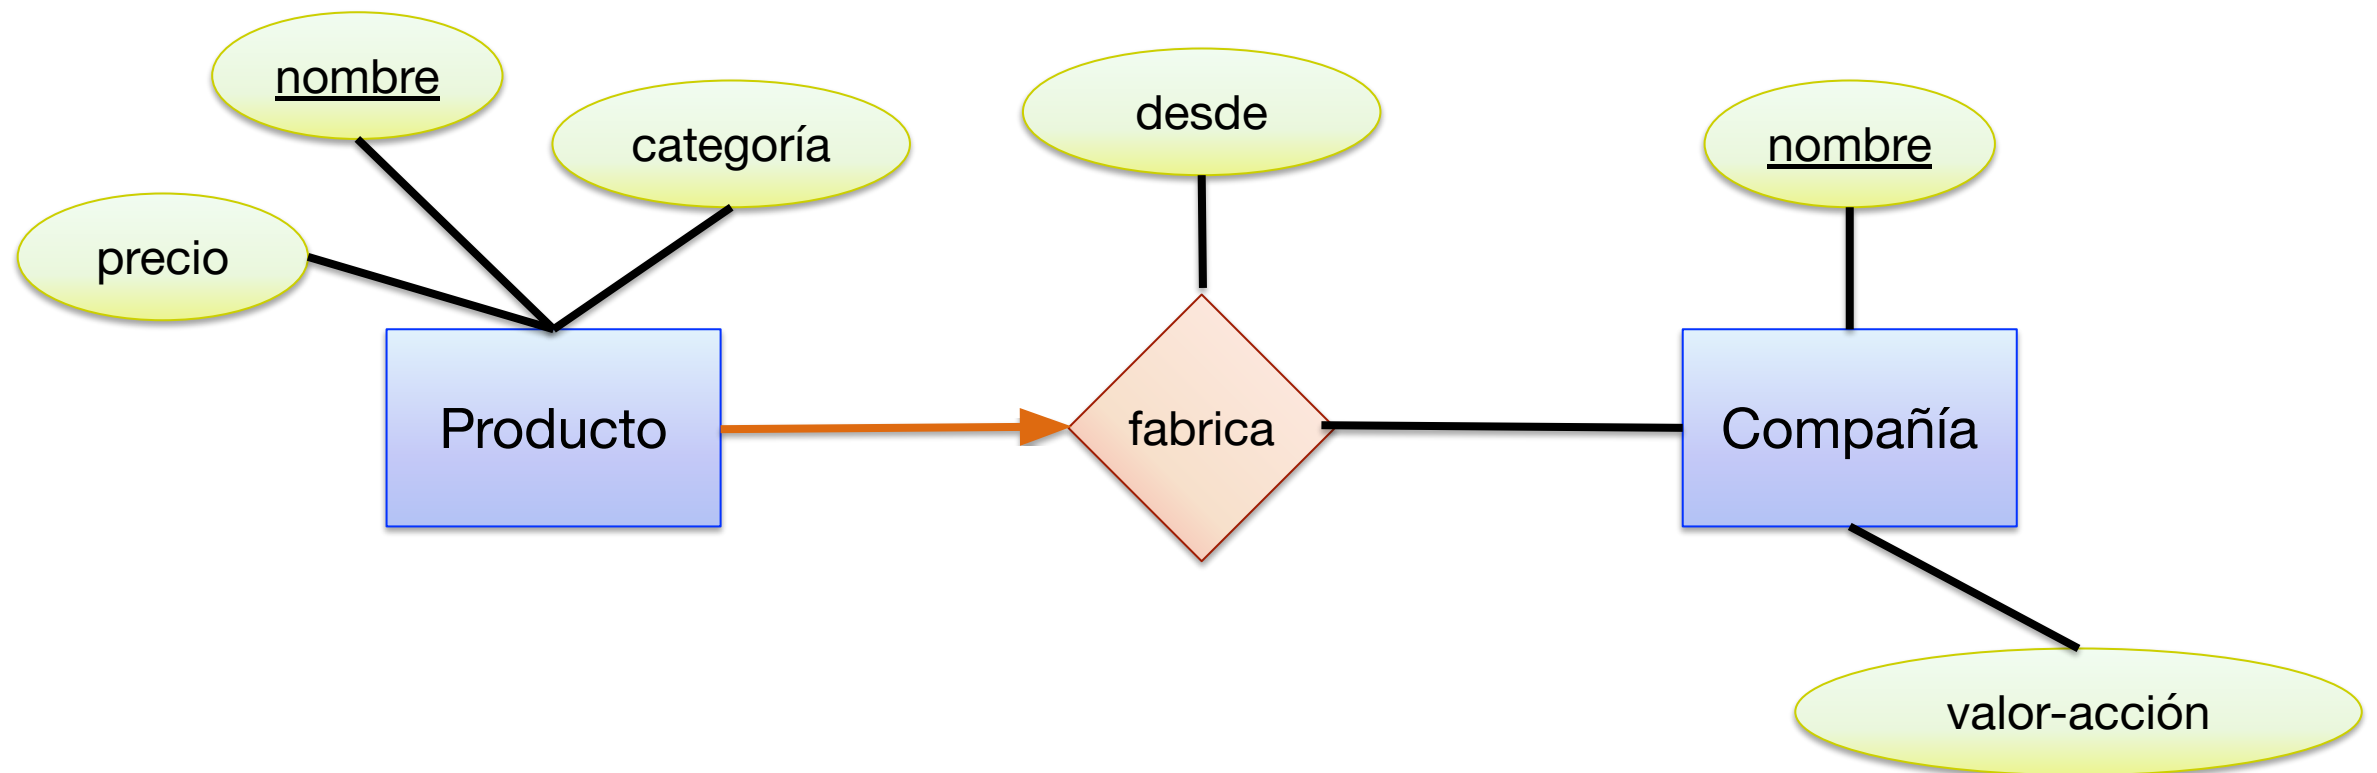 nombre
categoría
precio
desde
nombre
Producto
fabrica
Compañía
valor-acción